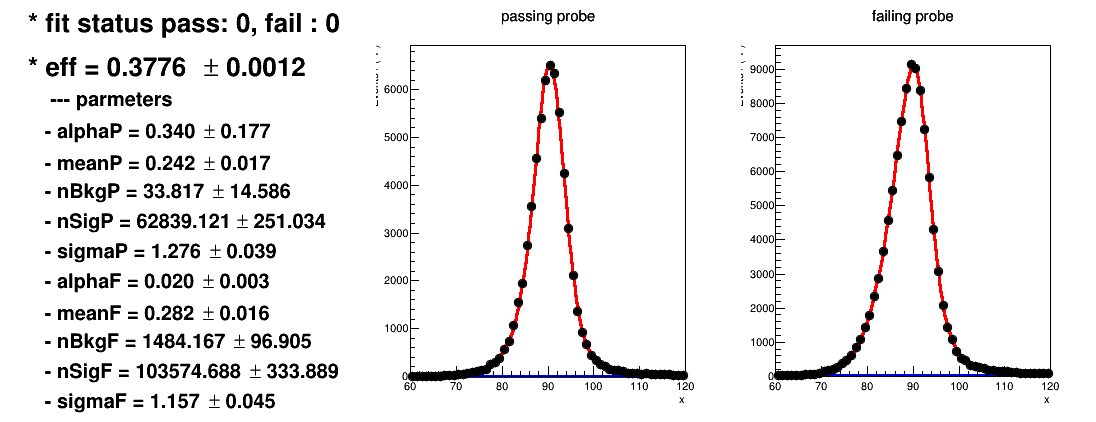 * fit status pass: 0, fail : 0
* eff = 0.3776 ± 0.0012
--- parmeters
- alphaP = 0.340 ± 0.177
- meanP = 0.242 ± 0.017
- nBkgP = 33.817 ± 14.586
- nSigP = 62839.121 ± 251.034
- sigmaP = 1.276 ± 0.039
- alphaF = 0.020 ± 0.003
- meanF = 0.282 ± 0.016
- nBkgF = 1484.167 ± 96.905
- nSigF = 103574.688 ± 333.889
- sigmaF = 1.157 ± 0.045
passing probe
6000
5000
4000
3000
2000
1000
0
60 70 80 90 100 110 120
x
failing probe
9000
8000
7000
6000
5000
4000
3000
2000
1000
0
60 70 80 90 100 110 120
x